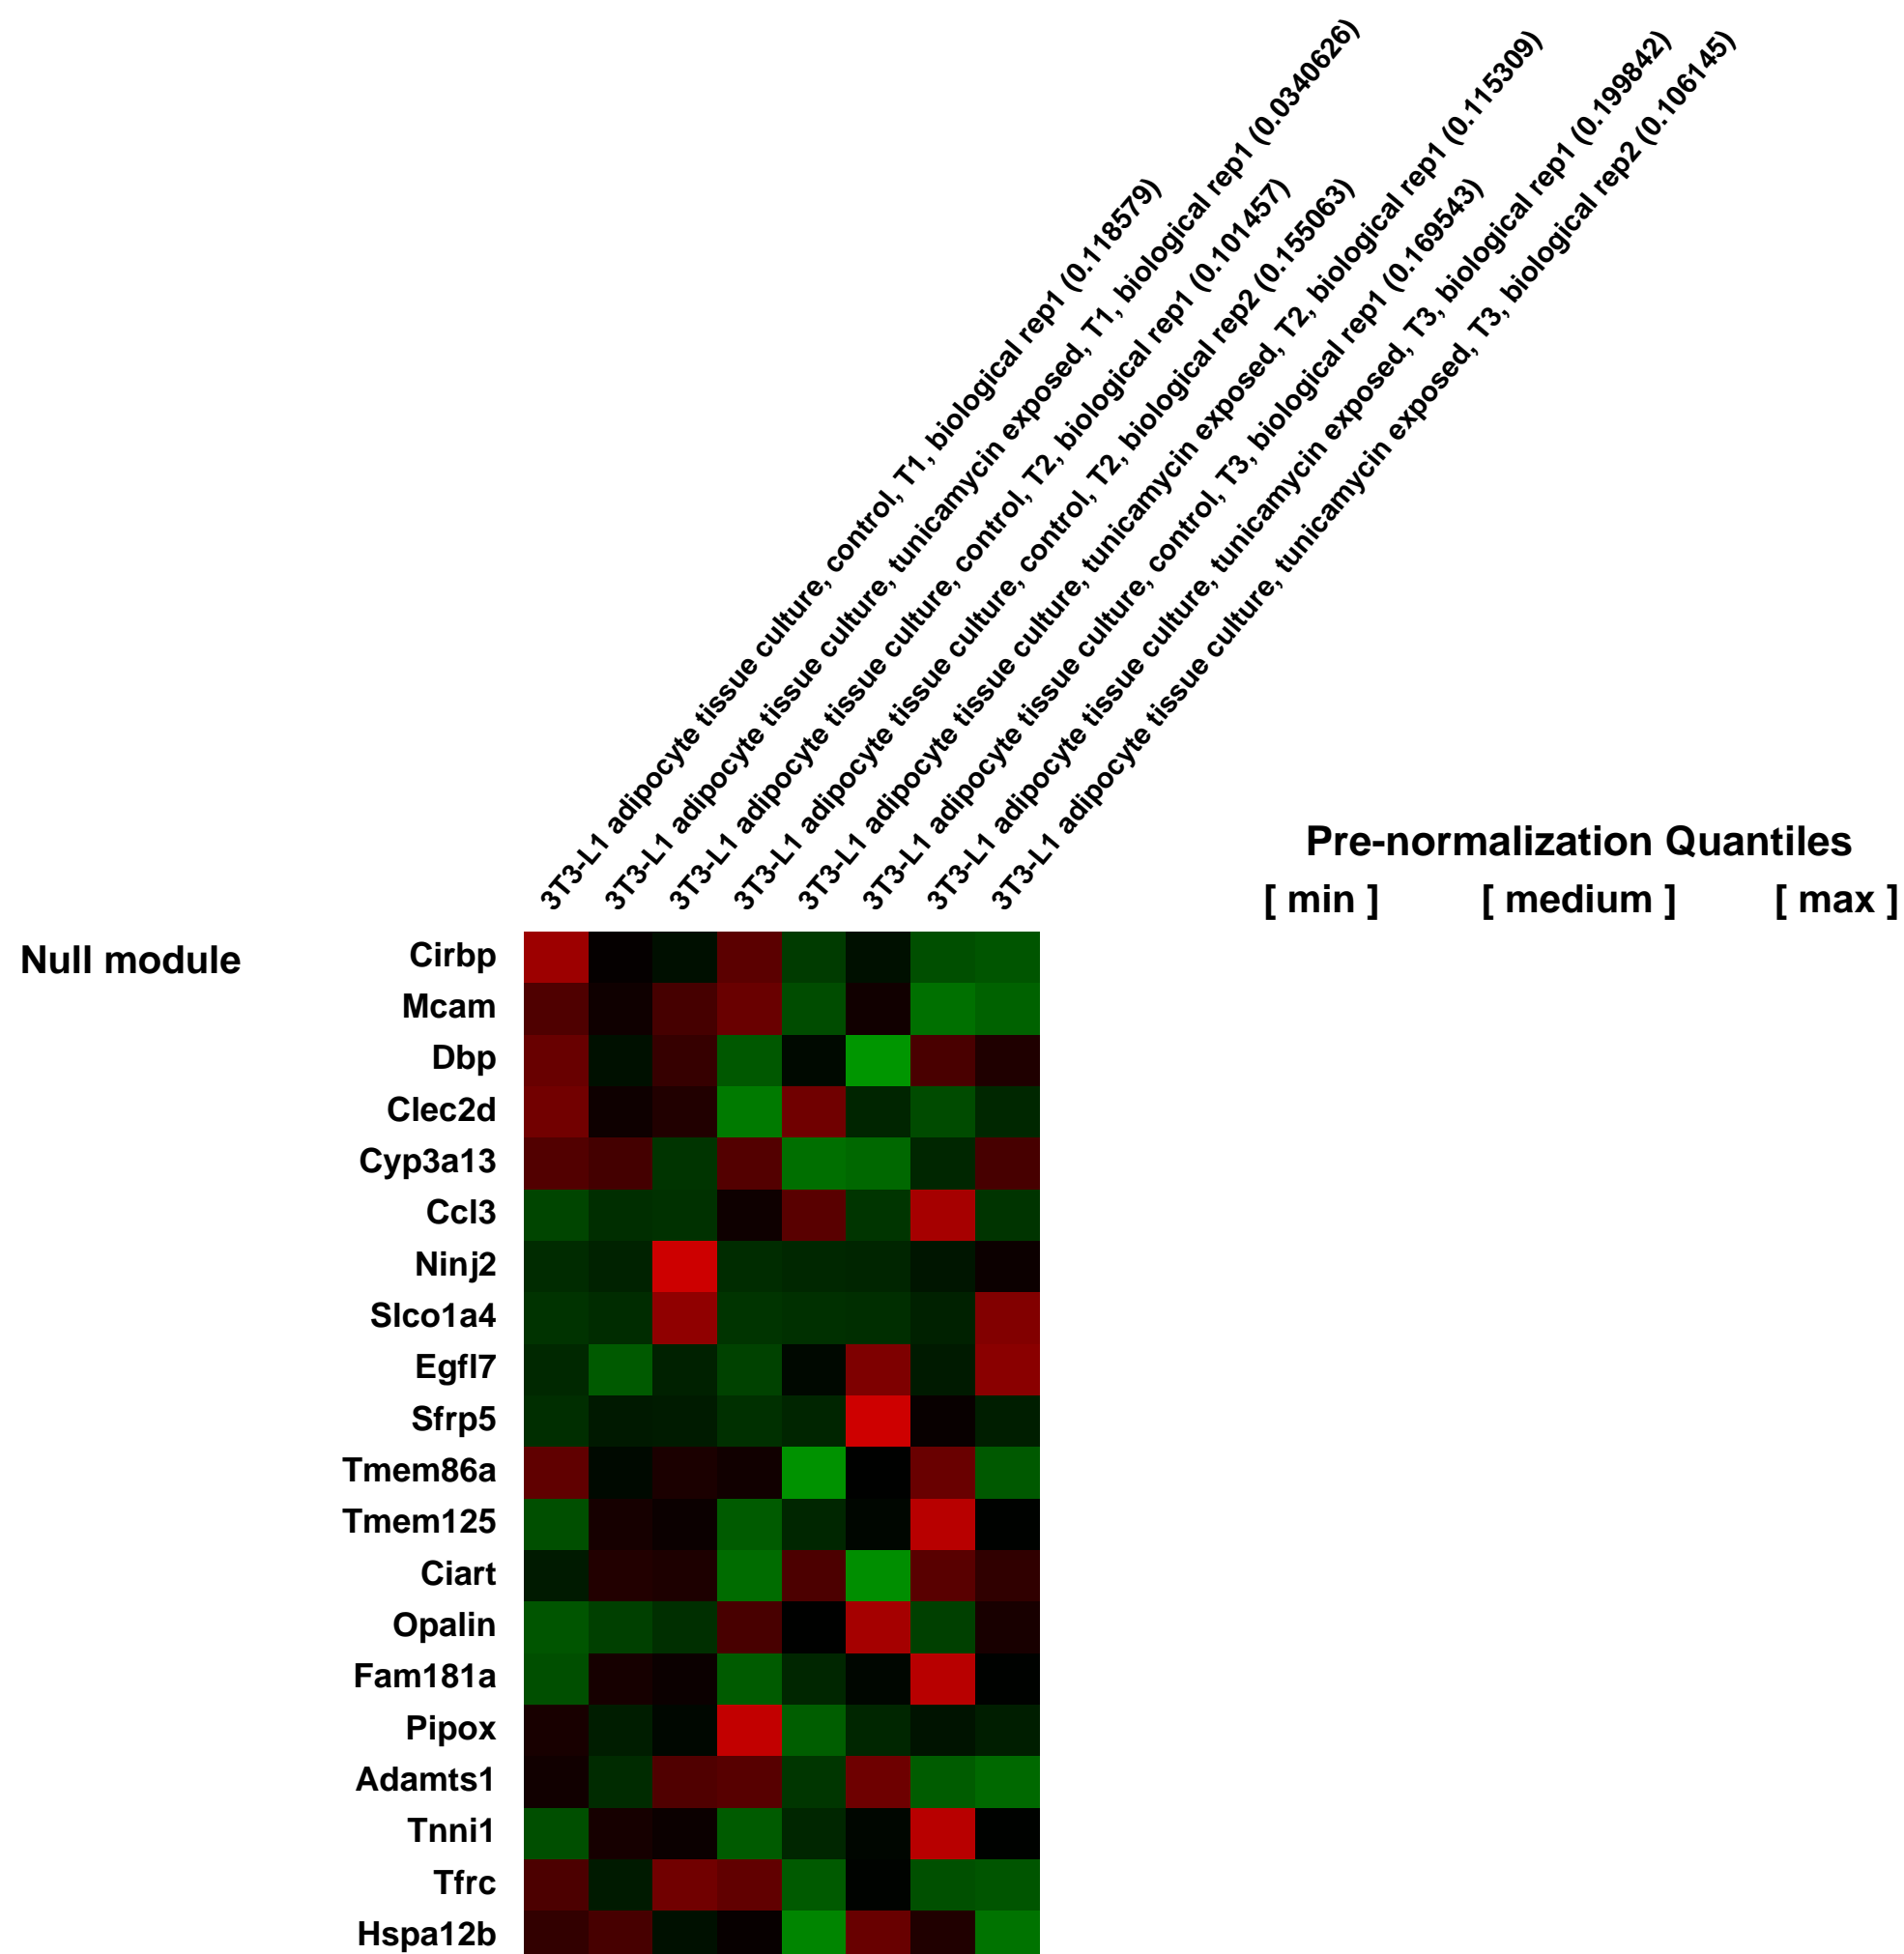 3T3-L1 adipocyte tissue culture, control, T1, biological rep1 (0.118579)
3T3-L1 adipocyte tissue culture, tunicamycin exposed, T1, biological rep1 (0.0340626)
3T3-L1 adipocyte tissue culture, control, T2, biological rep1 (0.101457)
3T3-L1 adipocyte tissue culture, control, T2, biological rep2 (0.155063)
3T3-L1 adipocyte tissue culture, tunicamycin exposed, T2, biological rep1 (0.115309)
3T3-L1 adipocyte tissue culture, control, T3, biological rep1 (0.169543)
3T3-L1 adipocyte tissue culture, tunicamycin exposed, T3, biological rep1 (0.199842)
3T3-L1 adipocyte tissue culture, tunicamycin exposed, T3, biological rep2 (0.106145)
Pre-normalization Quantiles
[ min ] [ medium ] [ max ]
Null module
Cirbp
Mcam
Dbp
Clec2d
Cyp3a13
Ccl3
Ninj2
Slco1a4
Egfl7
Sfrp5
Tmem86a
Tmem125
Ciart
Opalin
Fam181a
Pipox
Adamts1
Tnni1
Tfrc
Hspa12b